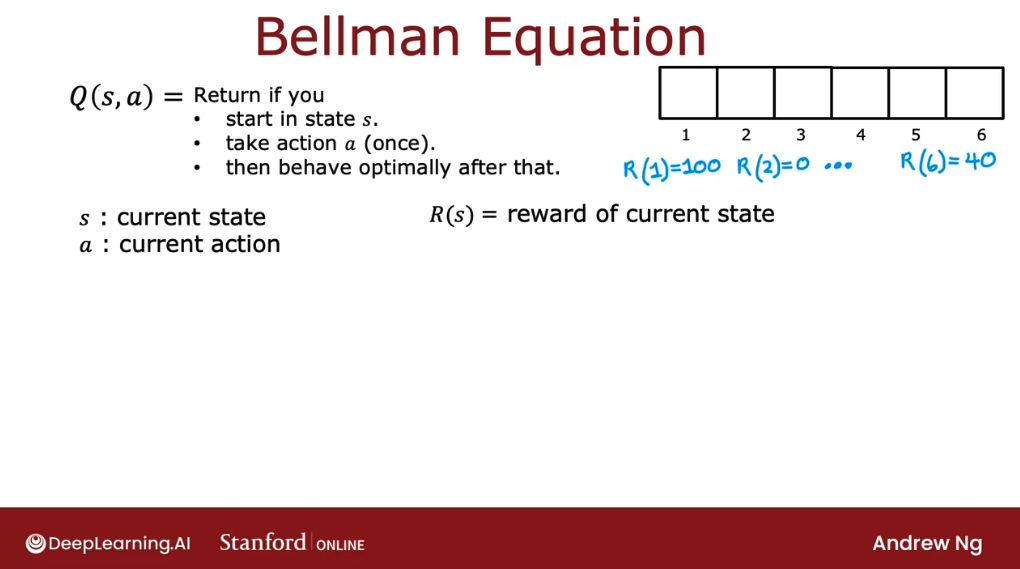 Bellman Equation
Q(s, a) = Return if you
• start in state s.
• take action a (once).
• then behave optimally after that.
1 2 3 4 5 6
R(1)=100 R(2)=0 ... R(6)=40
s : current state
a : current action
R(s) = reward of current state
DeepLearning.AI Stanford | ONLINE Andrew Ng